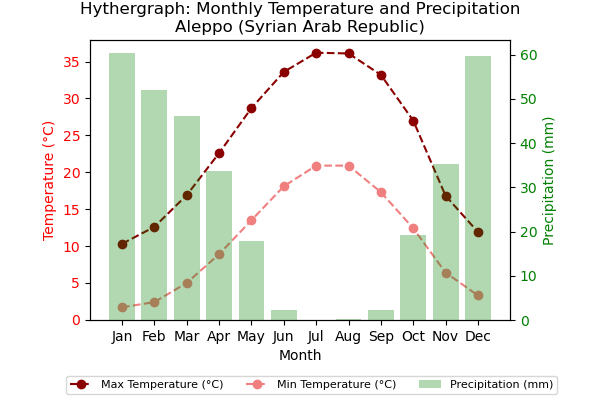 Hythergraph: Monthly Temperature and Precipitation
Aleppo (Syrian Arab Republic)
35
30
25
20
15
10
5
0
Temperature (°C)
60
50
40
30
20
10
0
Precipitation (mm)
Jan Feb Mar Apr May Jun Jul Aug Sep Oct Nov Dec
Month
Max Temperature (°C) Min Temperature (°C) Precipitation (mm)